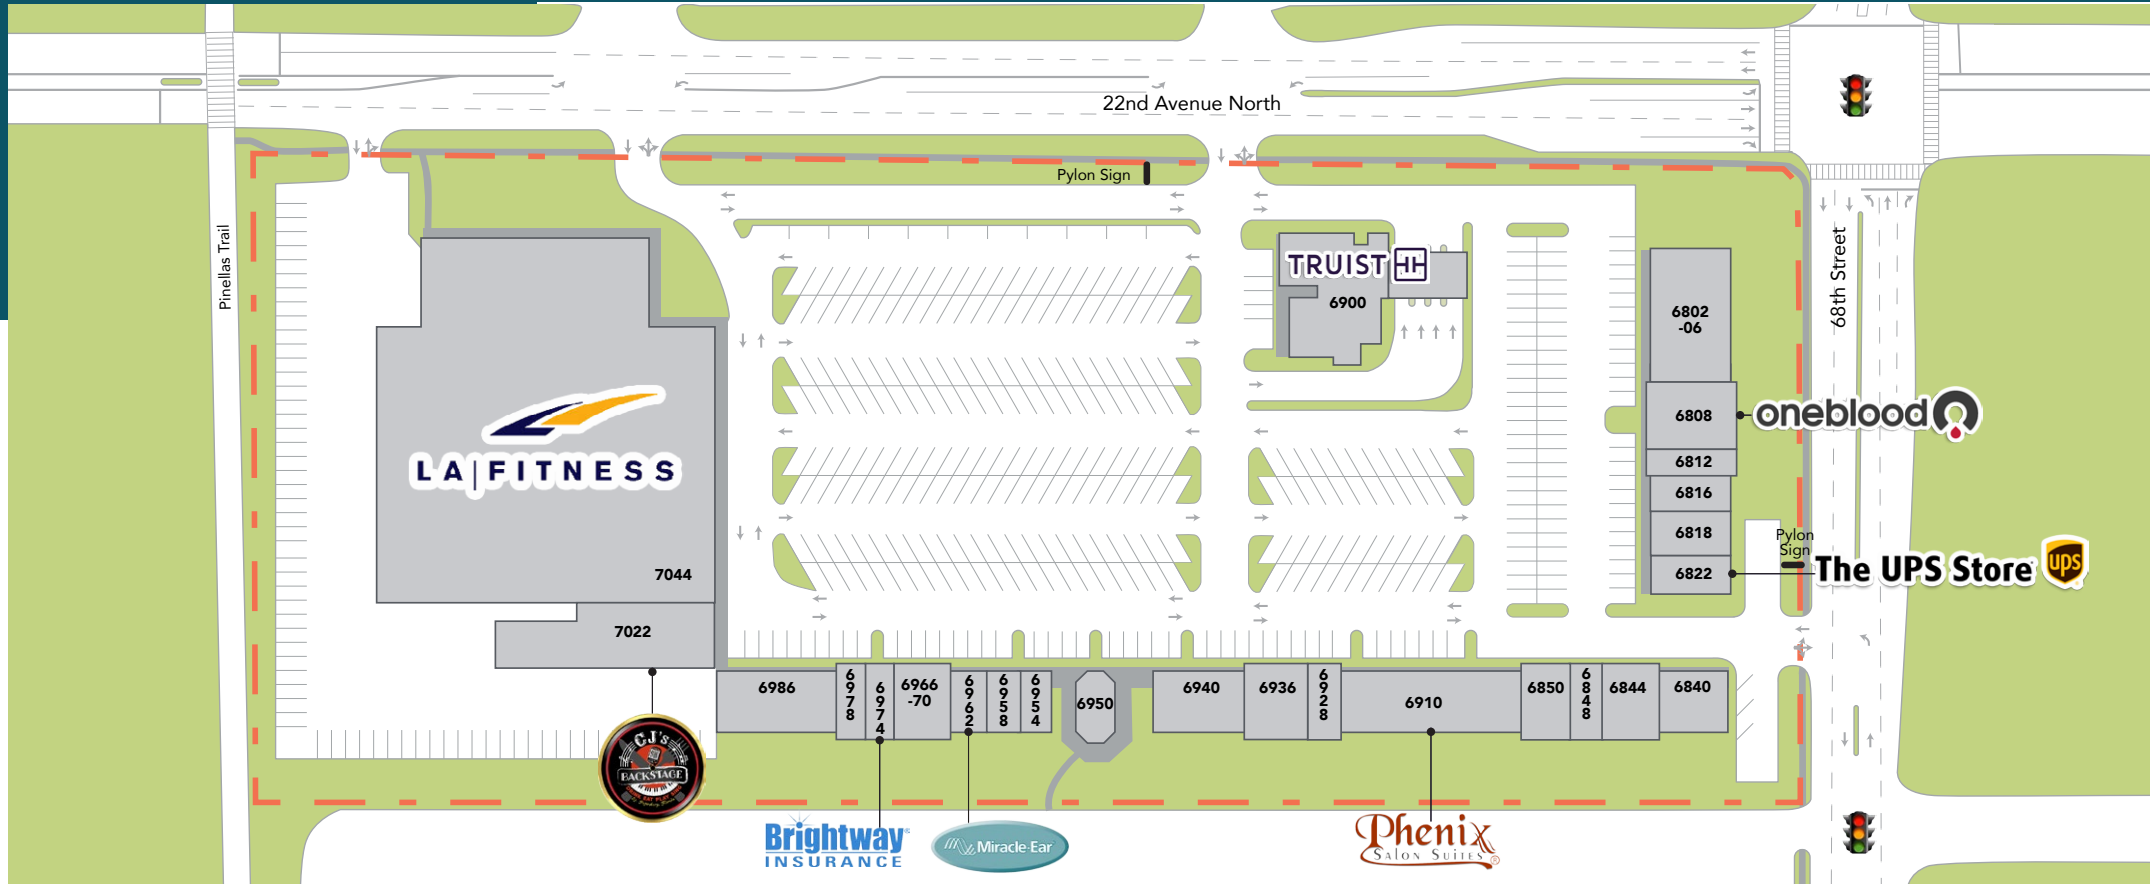 22nd Avenue North
Pylon Sign
Pinellas Trail
68th Street
TRUIST
6900
6802
-06
6808
oneblood
6812
6816
6818
Pylon
Sign
6822
The UPS Store
ups
LA|FITNESS
7044
7022
6986
6978
6974
6966
-70
6962
6958
6954
6950
6940
6936
6928
6910
6850
6848
6844
6840
CJ's
BACKSTAGE
Brightway
INSURANCE
Miracle-Ear
Phenix
SALON SUITES